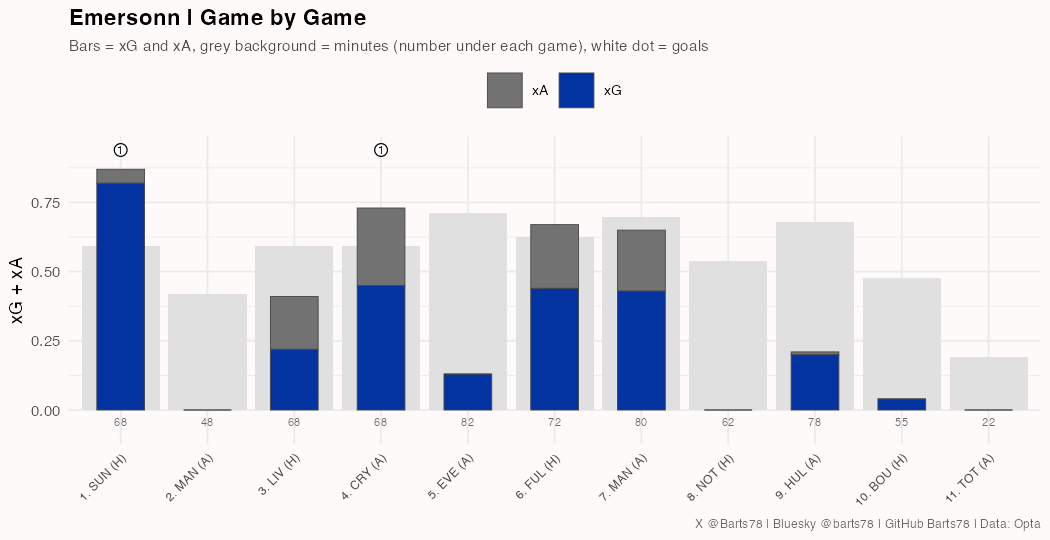 Emersonn | Game by Game
Bars = xG and xA, grey background = minutes (number under each game), white dot = goals
xA xG
1 1
xG + xA
0.75
0.50
0.25
0.00
68 48 68 68 82 72 80 62 78 55 22
1. SUN (H)
2. MAN (A)
3. LIV (H)
4. CRY (A)
5. EVE (A)
6. FUL (H)
7. MAN (A)
8. NOT (H)
9. HUL (A)
10. BOU (H)
11. TOT (A)
X @Barts78 | Bluesky @barts78 | GitHub Barts78 | Data: Opta